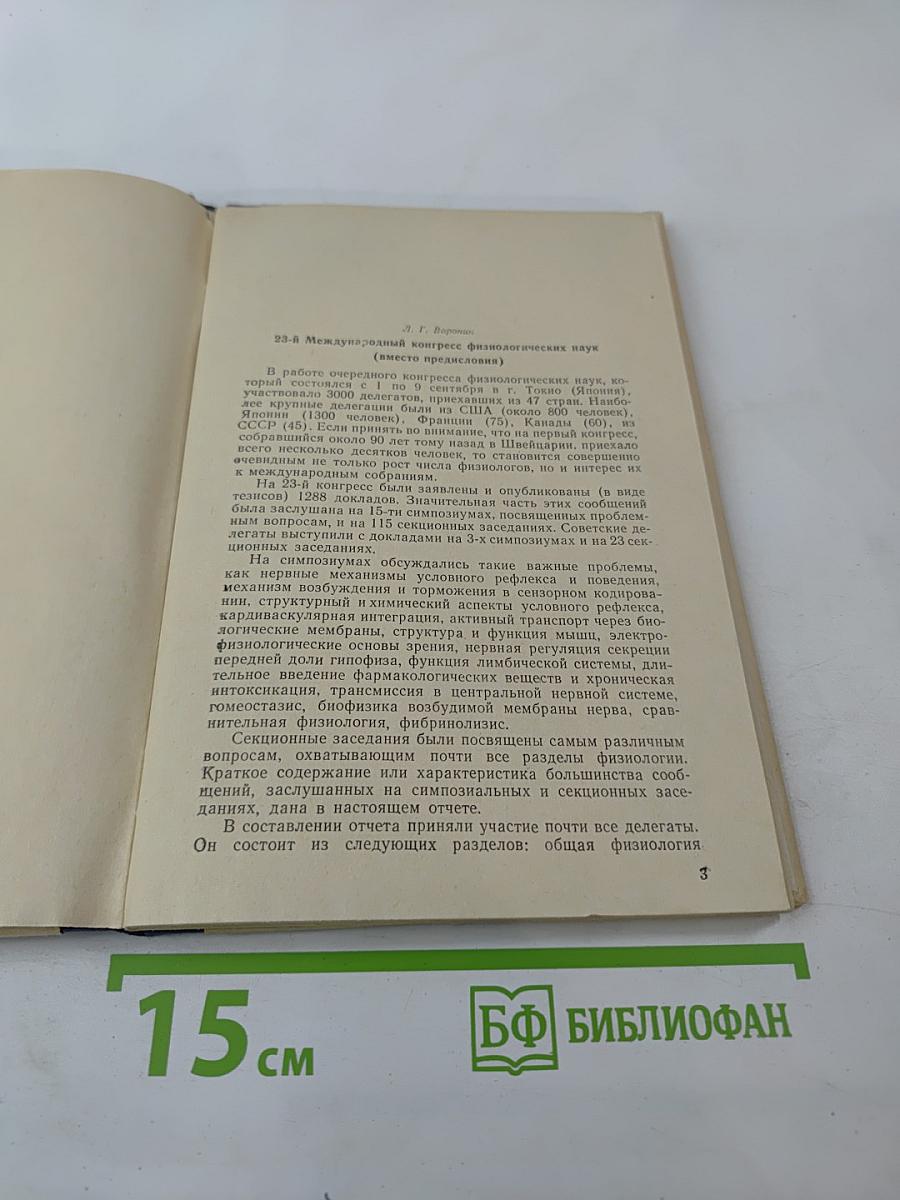 Л. Г. Воронин
23-й Международный конгресс физиологических наук
(вместо предисловия)
В работе очередного конгресса физиологических наук, ко-
торый состоялся с 1 по 9 сентября в г. Токио (Япония),
участвовало 3000 делегатов, приехавших из 47 стран. Наибо-
лее крупные делегации были из США (около 800 человек),
Японии (1300 человек), Франции (75), Канады (60), из
СССР (45). Если принять во внимание, что на первый конгресс,
собравшийся около 90 лет тому назад в Швейцарии, приехало
всего несколько десятков человек, то становится совершенно
очевидным не только рост числа физиологов, но и интерес их
к международным собраниям.
На 23-й конгресс были заявлены и опубликованы (в виде
тезисов) 1288 докладов. Значительная часть этих сообщений
была заслушана на 15-ти симпозиумах, посвященных проблем-
ным вопросам, и на 115 секционных заседаниях. Советские де-
легаты выступили с докладами на 3-х симпозиумах и на 23 сек-
ционных заседаниях.
На симпозиумах обсуждались такие важные проблемы,
как нервные механизмы условного рефлекса и поведения,
механизм возбуждения и торможения в сензорном кодирова-
нии, структурный и химический аспекты условного рефлекса,
кардиваскулярная интеграция, активный транспорт через био-
логические мембраны, структура и функция мышц, электро-
физиологические основы зрения, нервная регуляция секреции
передней доли гипофиза, функция лимбической системы, дли-
тельное введение фармакологических веществ и хроническая
интоксикация, трансмиссия в центральной нервной системе,
гомеостазис, биофизика возбудимой мембраны нерва, срав-
нительная физиология, фибринолизис.
Секционные заседания были посвящены самым различным
вопросам, охватывающим почти все разделы физиологии.
Краткое содержание или характеристика большинства сооб-
щений, заслушанных на симпозиальных и секционных засе-
даниях, дана в настоящем отчете.
В составлении отчета приняли участие почти все делегаты.
Он состоит из следующих разделов: общая физиология
3
15 см
БФ БИБЛИОФАН